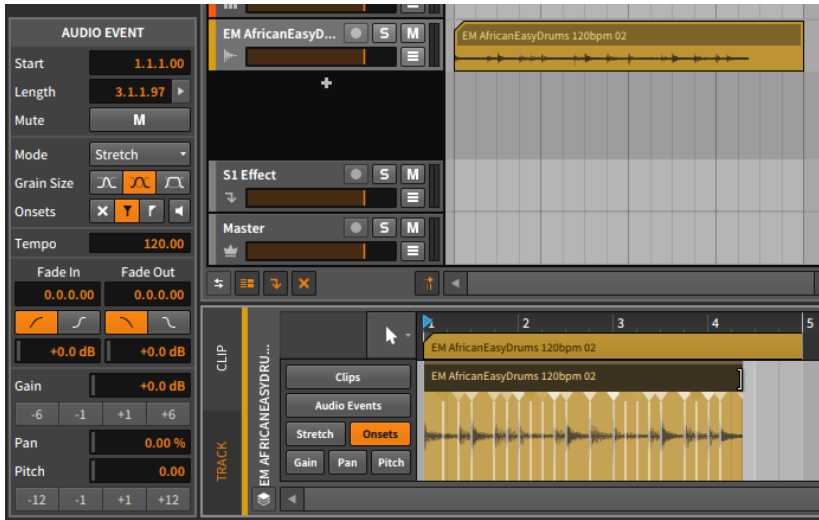 AUDIO EVENT
Start 1.1.1.00
Length 3.1.1.97
Mute M
Mode Stretch
Grain Size
Onsets
Tempo 120.00
Fade In Fade Out
0.0.0.00 0.0.0.00
+0.0 dB +0.0 dB
Gain +0.0 dB
-6 -1 +1 +6
Pan 0.00 %
Pitch 0.00
-12 -1 +1 +12
EM AfricanEasyD... S M
EM AfricanEasyDrums 120bpm 02
+
S1 Effect S M
Master S M
CLIP
TRACK
EM AFRICANEASYDRU...
Clips
Audio Events
Stretch Onsets
Gain Pan Pitch
1 2 3 4 5
EM AfricanEasyDrums 120bpm 02
EM AfricanEasyDrums 120bpm 02